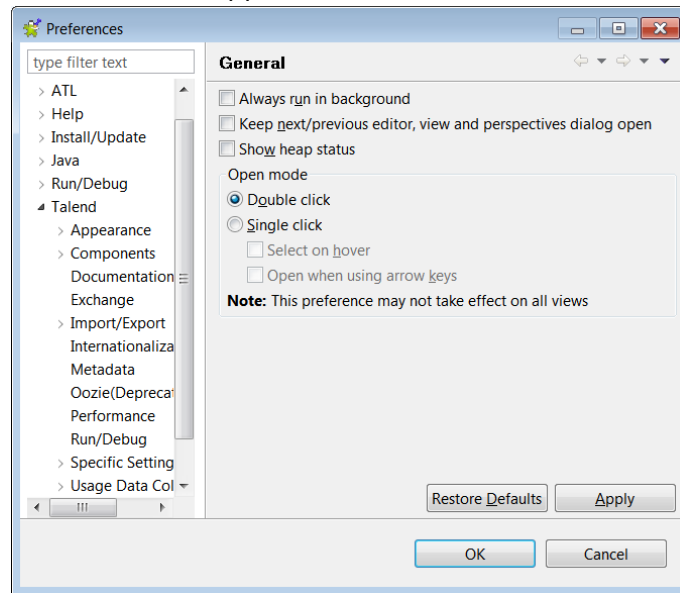 Preferences
type filter text
ATL
Help
Install/Update
Java
Run/Debug
Talend
Appearance
Components
Documentation
Exchange
Import/Export
Internationaliza
Metadata
Oozie(Deprecat
Performance
Run/Debug
Specific Setting
Usage Data Col
General
Always run in background
Keep next/previous editor, view and perspectives dialog open
Show heap status
Open mode
Double click
Single click
Select on hover
Open when using arrow keys
Note: This preference may not take effect on all views
Restore Defaults
Apply
OK
Cancel